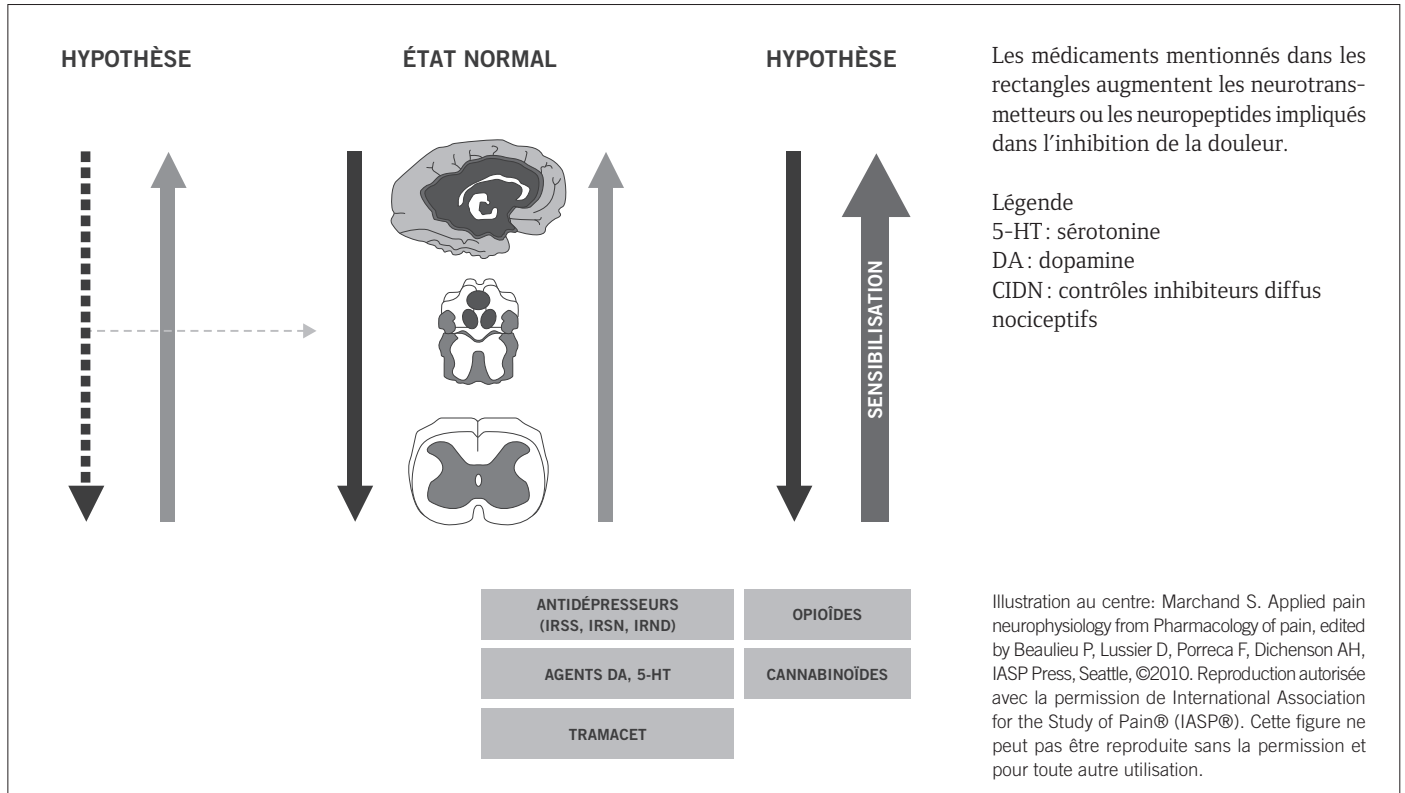 HYPOTHÈSE
ÉTAT NORMAL
HYPOTHÈSE
SENSIBILISATION
ANTIDÉPRESSEURS
(IRSS, IRSN, IRND)
OPIOÎDES
AGENTS DA, 5-HT
CANNABINOÏDES
TRAMACET
Les médicaments mentionnés dans les
rectangles augmentent les neurotrans-
metteurs ou les neuropeptides impliqués
dans l’inhibition de la douleur.
Légende
5-HT : sérotonine
DA : dopamine
CIDN : contrôles inhibiteurs diffus
nociceptifs
Illustration au centre: Marchand S. Applied pain
neurophysiology from Pharmacology of pain, edited
by Beaulieu P, Lussier D, Porreca F, Dichenson AH,
IASP Press, Seattle, ©2010. Reproduction autorisée
avec la permission de International Association
for the Study of Pain® (IASP®). Cette figure ne
peut pas être reproduite sans la permission et
pour toute autre utilisation.